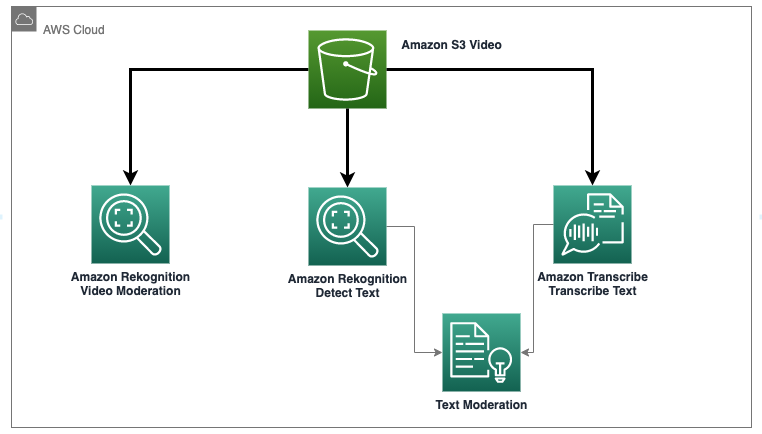 AWS Cloud
Amazon S3 Video
Amazon Rekognition
Video Moderation
Amazon Rekognition
Detect Text
Amazon Transcribe
Transcribe Text
Text Moderation